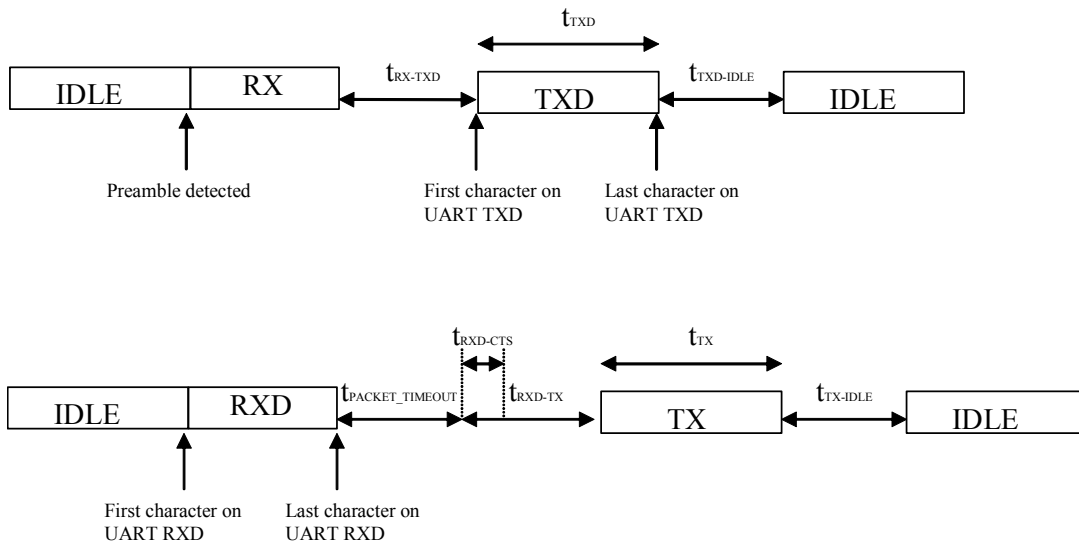 tTXD
tRX-TXD
tTXD-IDLE
IDLE
RX
TXD
IDLE
Preamble detected
First character on
UART TXD
Last character on
UART TXD
tRXD-CTS
tTX
tPACKET_TIMEOUT
tRXD-TX
tTX-IDLE
IDLE
RXD
TX
IDLE
First character on
UART RXD
Last character on
UART RXD